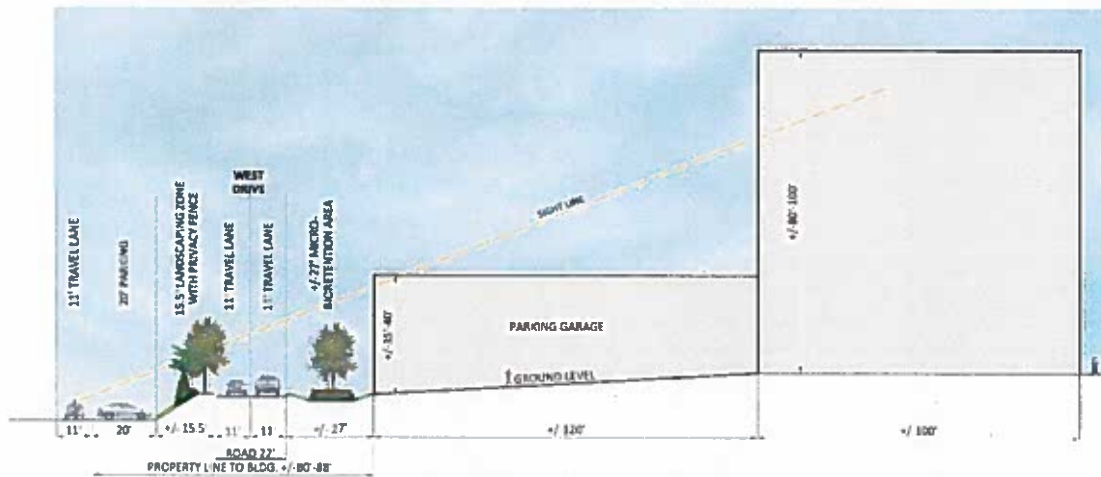 WEST
DRIVE
11' TRAVEL LANE
20' PARKING
15.5' LANDSCAPING ZONE
WITH PRIVACY FENCE
11' TRAVEL LANE
11' TRAVEL LANE
+/-27' MICRO-
BIORETENTION AREA
SIGHT LINE
+/-80'-100'
+/-35'-40'
PARKING GARAGE
GROUND LEVEL
11'
20'
+/- 15.5'
11'
11'
+/- 27'
+/ 120'
+/ 100'
ROAD 22'
PROPERTY LINE TO BLDG. +/-80'-88'